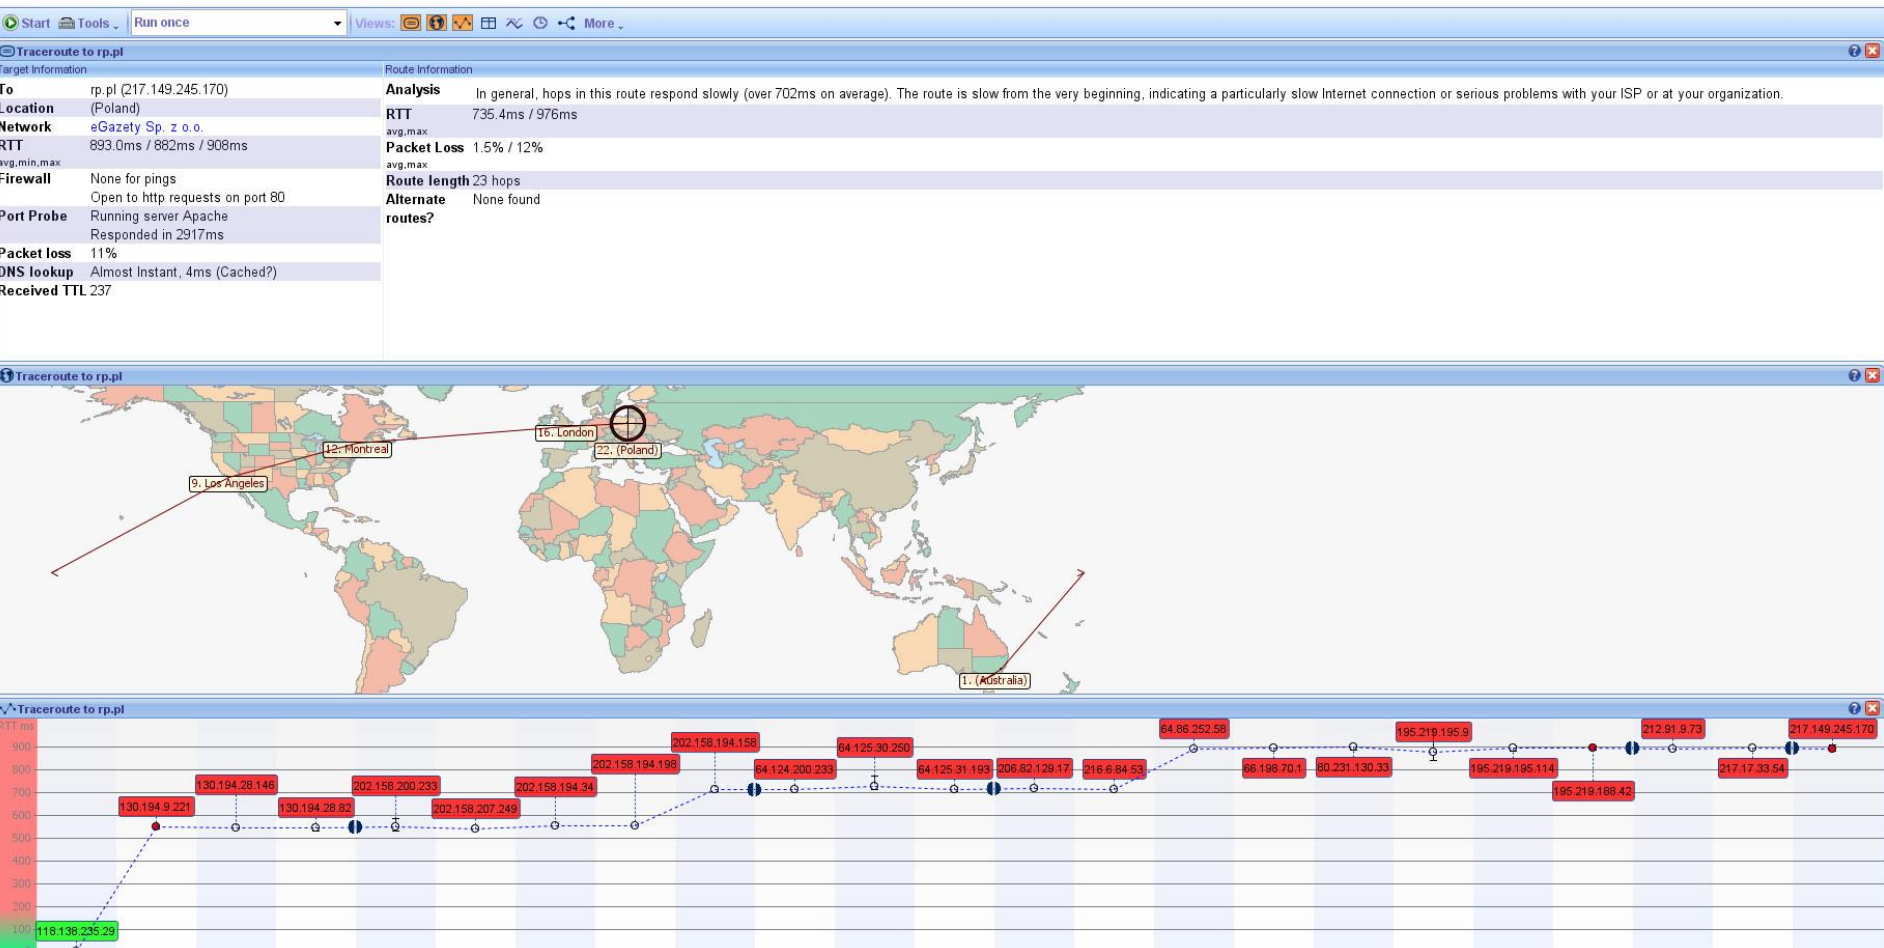 Start Tools Run once Views: More
Traceroute to rp.pl
Target Information
To rp.pl (217.149.245.170)
Location (Poland)
Network eGazety Sp. z o.o.
RTT 893.0ms / 882ms / 908ms
avg,min,max
Firewall None for pings
Open to http requests on port 80
Port Probe Running server Apache
Responded in 2917ms
Packet loss 11%
DNS lookup Almost Instant, 4ms (Cached?)
Received TTL 237
Route Information
Analysis In general, hops in this route respond slowly (over 702ms on average). The route is slow from the very beginning, indicating a particularly slow Internet connection or serious problems with your ISP or at your organization.
RTT 735.4ms / 976ms
avg,max
Packet Loss 1.5% / 12%
avg,max
Route length 23 hops
Alternate None found
routes?
Traceroute to rp.pl
16. London
12. Montreal
22. (Poland)
9. Los Angeles
1. (Australia)
Traceroute to rp.pl
RTT ms
900
800
700
600
500
400
300
200
100
118.138.235.29
130.194.9.221
130.194.28.146
130.194.28.82
202.158.200.233
202.158.207.249
202.158.194.34
202.158.194.198
202.158.194.158
64.124.200.233
64.125.30.250
64.125.31.193
206.82.129.17
216.6.84.53
64.86.252.58
66.198.70.1
80.231.130.33
195.219.195.9
195.219.195.114
195.219.188.42
212.91.9.73
217.17.33.54
217.149.245.170